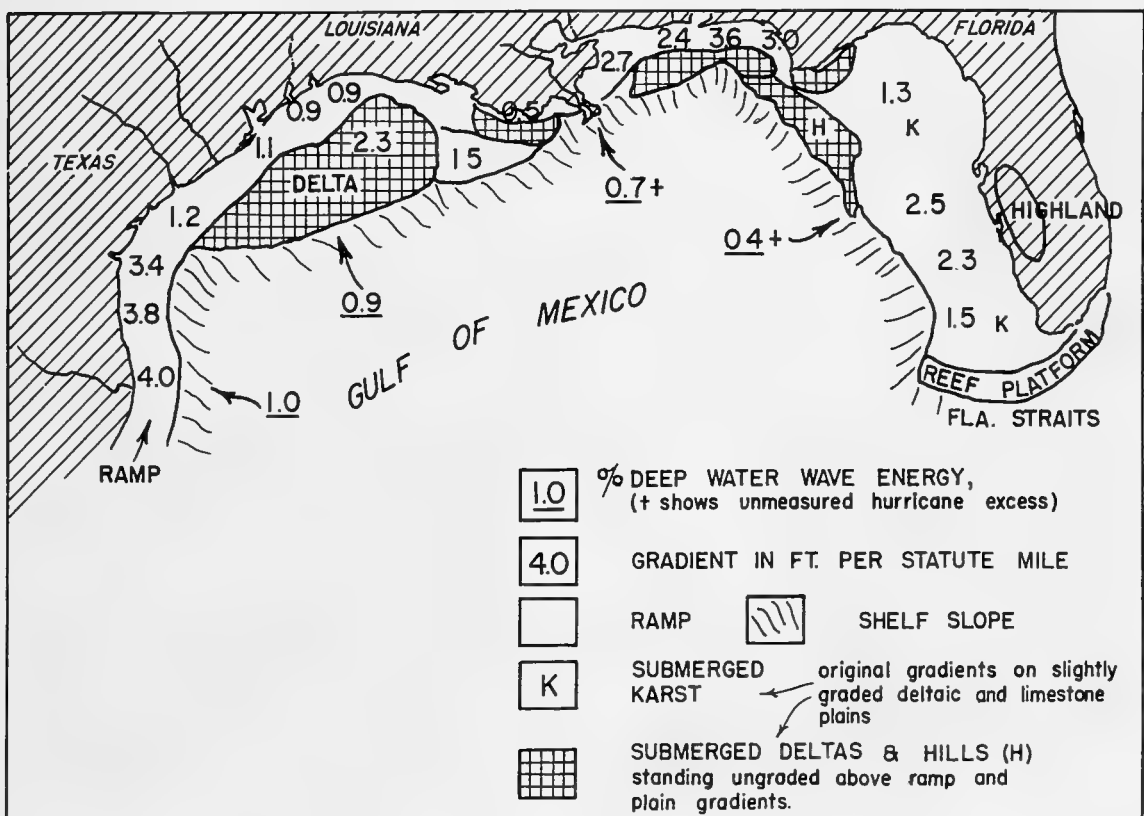 LOUISIANA
FLORIDA
TEXAS
2.7
2.4
3.6
3.0
0.9
0.9
1.1
1.2
3.4
3.8
4.0
2.3
DELTA
0.5
1 5
0.7+
0.9
1.0
0 4+
H
1.3
K
2.5
2.3
1.5
K
HIGHLAND
GULF OF MEXICO
REEF PLATFORM
FLA. STRAITS
RAMP
1.0 % DEEP WATER WAVE ENERGY,
(+ shows unmeasured hurricane excess)
4.0 GRADIENT IN FT. PER STATUTE MILE
RAMP SHELF SLOPE
K SUBMERGED KARST
original gradients on slightly
graded deltaic and limestone
plains
SUBMERGED DELTAS & HILLS (H)
standing ungraded above ramp and
plain gradients.